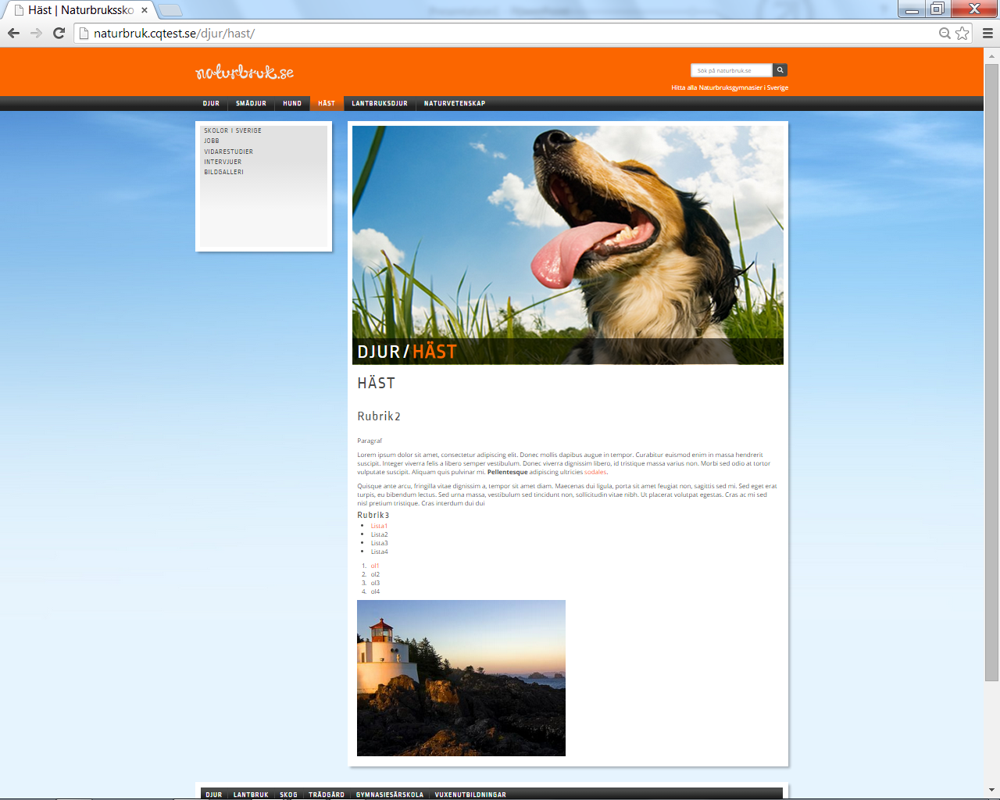 Häst | Naturbruksskо
naturbruk.cqtest.se/djur/hast/
naturbruk.se
Sök på naturbruk.se
Hitta alla Naturbruksgymnasier i Sverige
DJUR SMÅDJUR HUND HÄST LANTBRUKSDJUR NATURVETENSKAP
SKOLOR I SVERIGE
JOBB
VIDARESTUDIER
INTERVJUER
BILDGALLERI
DJUR/HÄST
HÄST
Rubrik2
Paragraf
Lorem ipsum dolor sit amet, consectetur adipiscing elit. Donec mollis dapibus augue in tempor. Curabitur euismod enim in massa hendrerit
suscipit. Integer viverra felis a libero semper vestibulum. Donec viverra dignissim libero, id tristique massa varius non. Morbi sed odio at tortor
vulputate suscipit. Aliquam quis pulvinar mi. Pellentesque adipiscing ultricies sodales.
Quisque ante arcu, fringilla vitae dignissim a, tempor sit amet diam. Maecenas dui ligula, porta sit amet feugiat non, sagittis sed mi. Sed eget erat
turpis, eu bibendum lectus. Sed urna massa, vestibulum sed tincidunt non, sollicitudin vitae nibh. Ut placerat volutpat egestas. Cras ac mi sed
nisl pretium tristique. Cras interdum dui dui
Rubrik3
• Lista1
• Lista2
• Lista3
• Lista4
1. ol1
2. ol2
3. ol3
4. ol4
DJUR LANTBRUK SKOG TRÄDGÅRD GYMNASIESÄRSKOLA VUXENUTBILDNINGAR